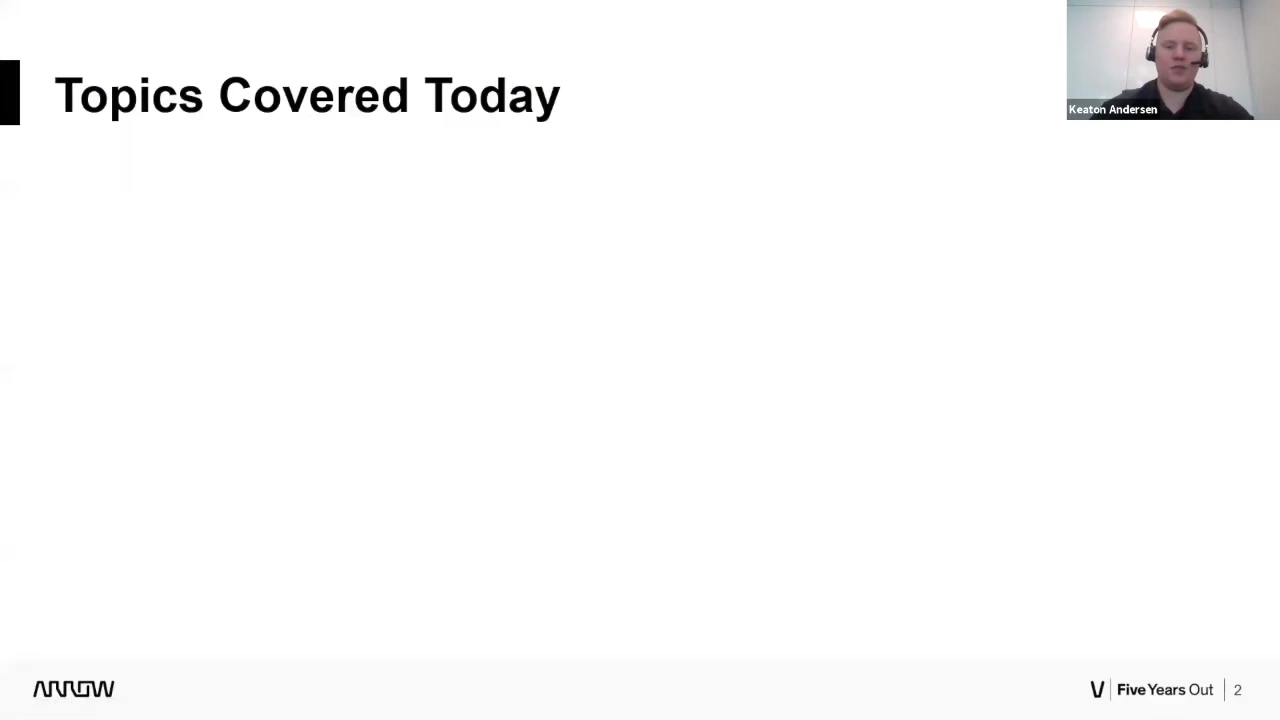 Topics Covered Today
Keaton Andersen
ARROW
Five Years Out
2